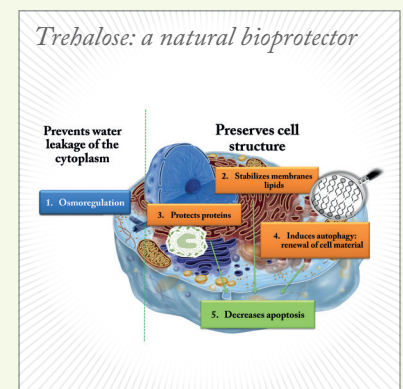 Trehalose: a natural bioprotector
Prevents water
leakage of the
cytoplasm
Preserves cell
structure
1. Osmoregulation
2. Stabilizes membranes
lipids
3. Protects proteins
4. Induces autophagy:
renewal of cell material
5. Decreases apoptosis